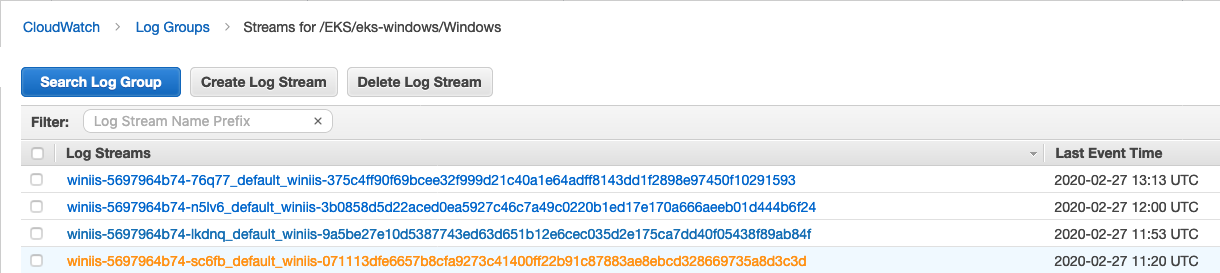 CloudWatch > Log Groups > Streams for /EKS/eks-windows/Windows
Search Log Group Create Log Stream Delete Log Stream
Filter: Log Stream Name Prefix ×
Log Streams Last Event Time
winiis-5697964b74-76q77_default_winiis-375c4ff90f69bcee32f999d21c40a1e64adff8143dd1f2898e97450f10291593 2020-02-27 13:13 UTC
winiis-5697964b74-n5lv6_default_winiis-3b0858d5d22aced0ea5927c46c7a49c0220b1ed17e170a666aeeb01d444b6f24 2020-02-27 12:00 UTC
winiis-5697964b74-lkdnq_default_winiis-9a5be27e10d5387743ed63d651b12e6cec035d2e175ca7dd40f05438f89ab84f 2020-02-27 11:53 UTC
winiis-5697964b74-sc6fb_default_winiis-071113dfe6657b8cfa9273c41400ff22b91c87883ae8ebcd328669735a8d3c3d 2020-02-27 11:20 UTC